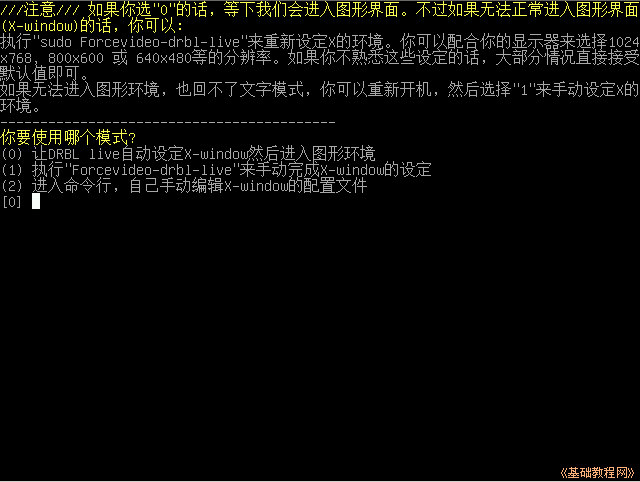 ///注意/// 如果你选"0"的话，等下我们会进入图形界面。不过如果无法正常进入图形界面
(X-window)的话，你可以：
执行"sudo Forcevideo-drbl-live"来重新设定X的环境。你可以配合你的显示器来选择1024
x768, 800x600 或 640x480等的分辨率。如果你不熟悉这些设定的话，大部分情况直接接受
默认值即可。
如果无法进入图形环境，也回不了文字模式，你可以重新开机，然后选择"1"来手动设定X的
环境。
------------------------------------------
你要使用哪个模式?
(0) 让DRBL live自动设定X-window然后进入图形环境
(1) 执行"Forcevideo-drbl-live"来手动完成X-window的设定
(2) 进入命令行，自己手动编辑X-window的配置文件
[0]
《基础教程网》